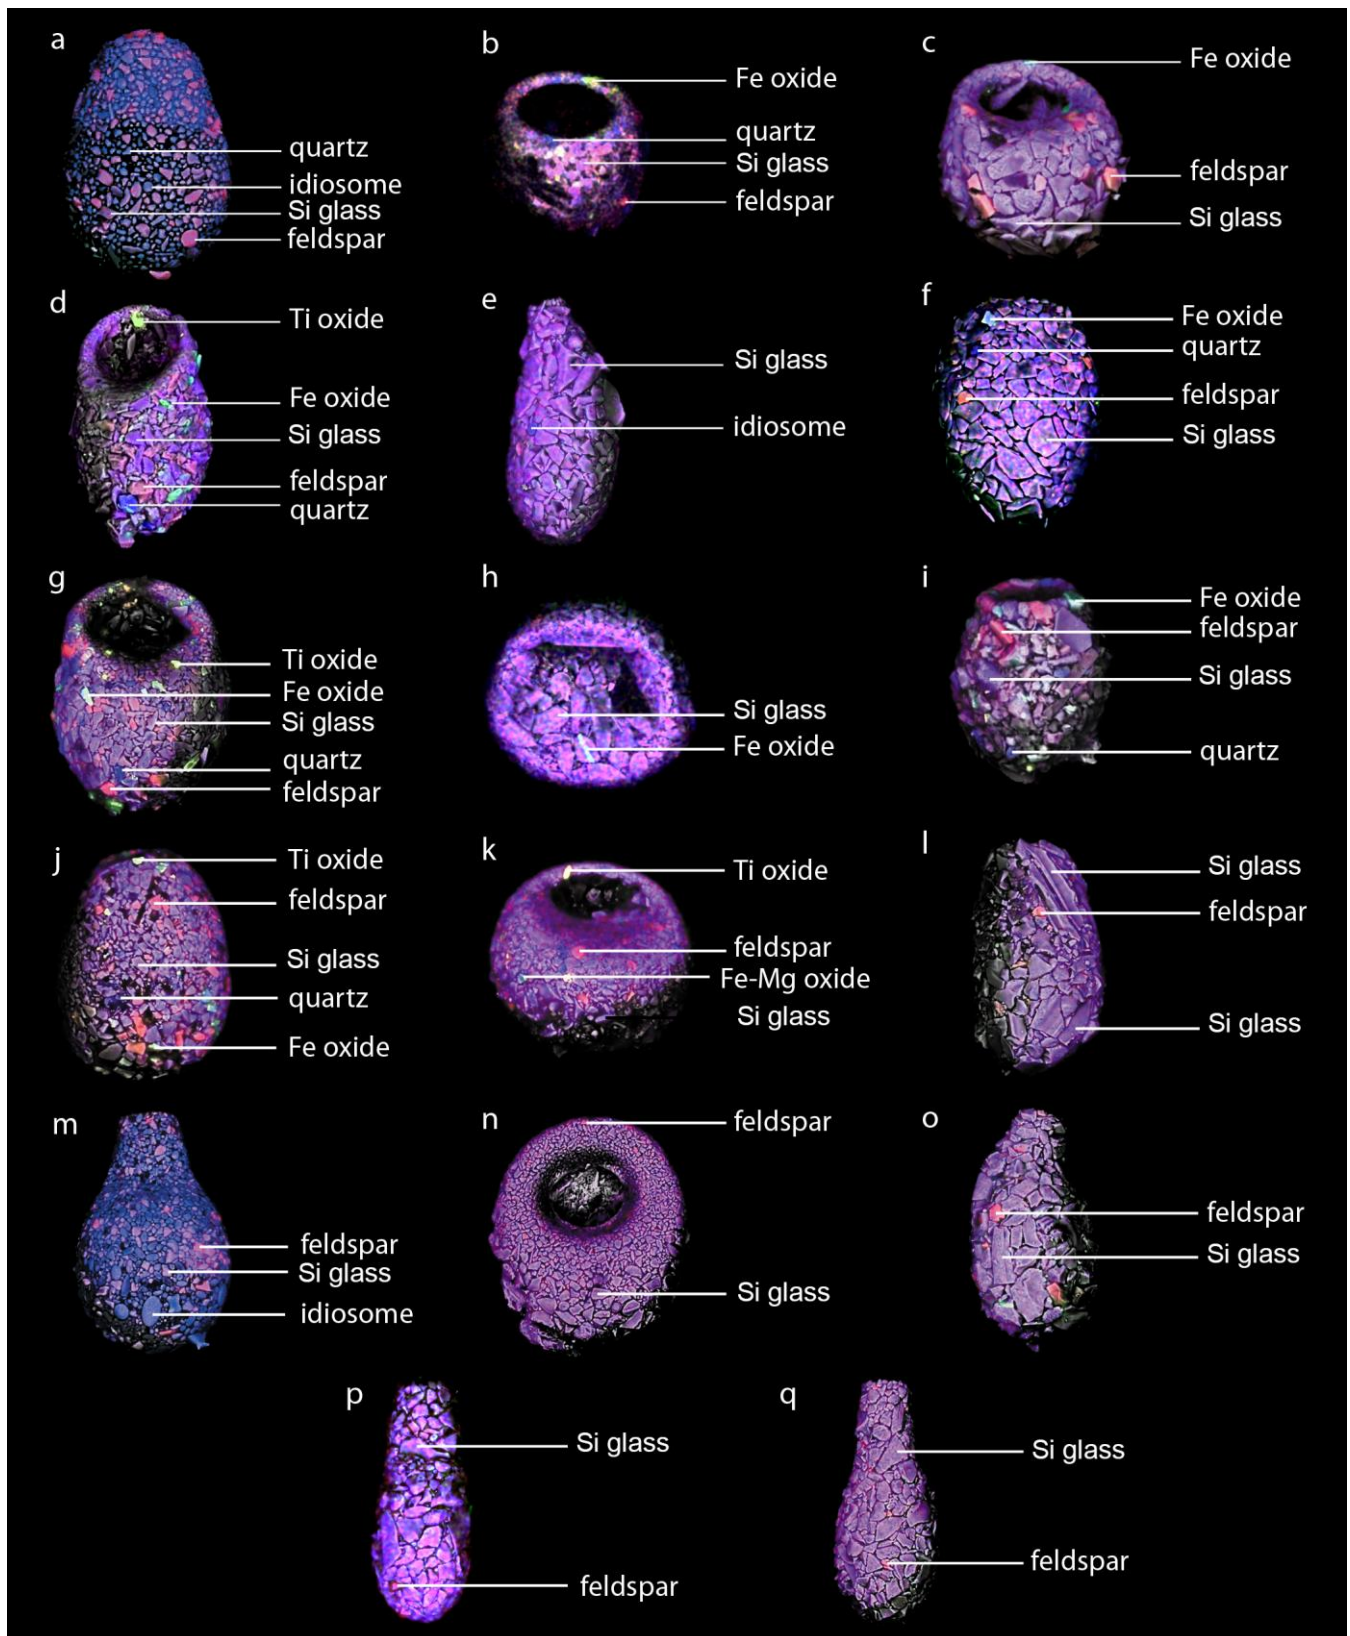 a
quartz
idiosome
Si glass
feldspar
b
Fe oxide
quartz
Si glass
feldspar
c
Fe oxide
feldspar
Si glass
d
Ti oxide
Fe oxide
Si glass
feldspar
quartz
e
Si glass
idiosome
f
Fe oxide
quartz
feldspar
Si glass
g
Ti oxide
Fe oxide
Si glass
quartz
feldspar
h
Si glass
Fe oxide
i
Fe oxide
feldspar
Si glass
quartz
j
Ti oxide
feldspar
Si glass
quartz
Fe oxide
k
Ti oxide
feldspar
Fe-Mg oxide
Si glass
l
Si glass
feldspar
Si glass
m
feldspar
Si glass
idiosome
n
feldspar
Si glass
o
feldspar
Si glass
p
Si glass
feldspar
q
Si glass
feldspar